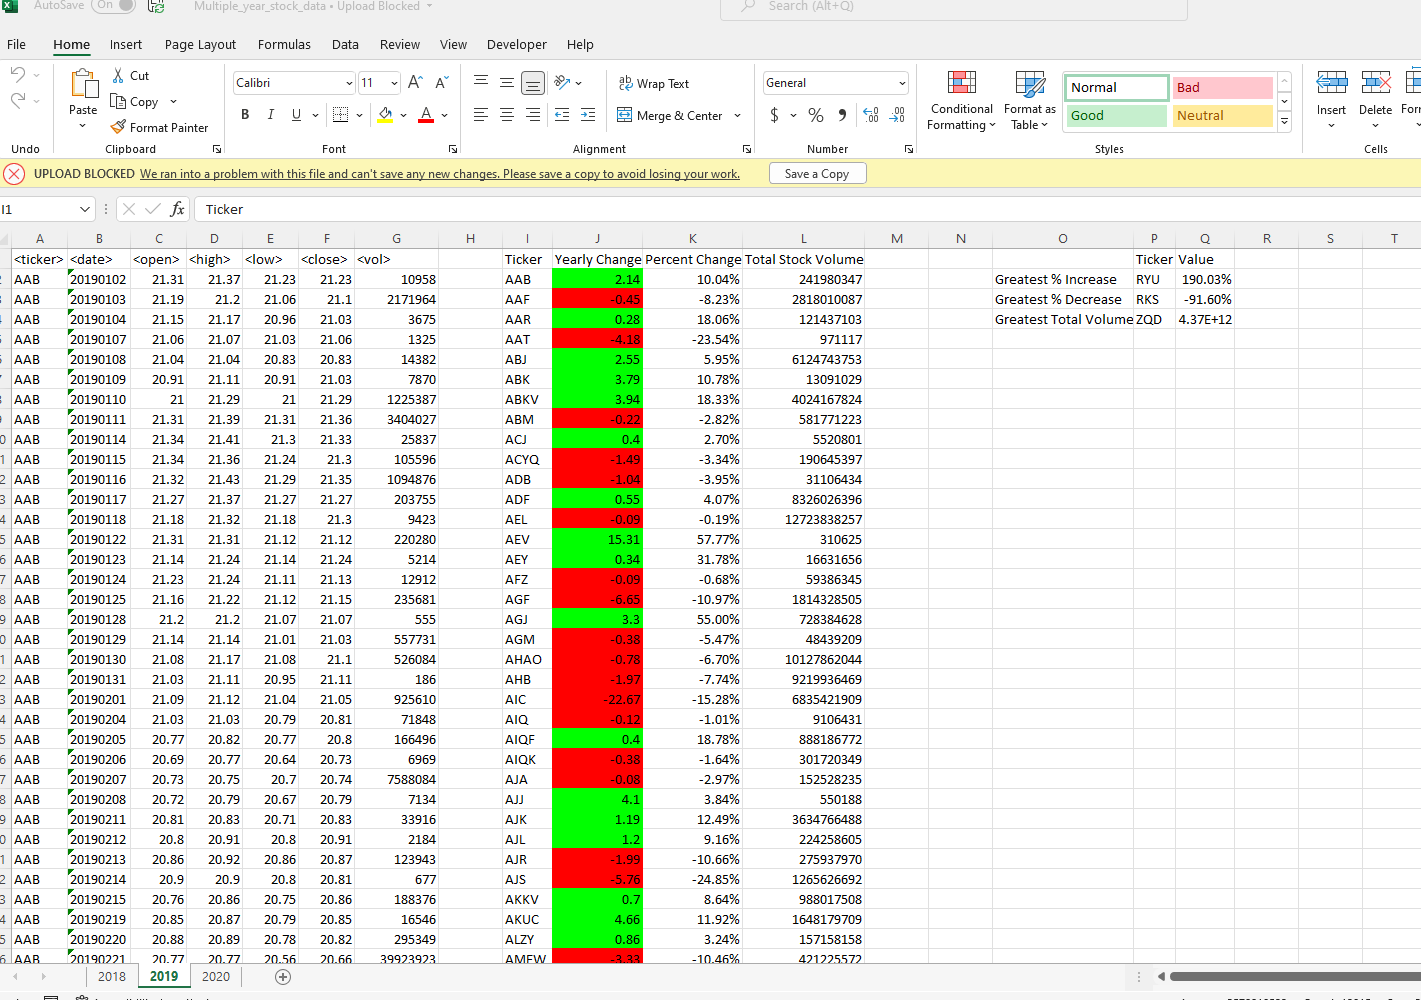 AutoSave On Multiple_year_stock_data • Upload Blocked Search (Alt+Q)
File Home Insert Page Layout Formulas Data Review View Developer Help
Cut
Copy
Format Painter
Paste
Calibri 11
B I U
Wrap Text
Merge & Center
General
$ % 9
Conditional Formatting
Format as Table
Normal Bad
Good Neutral
Insert Delete
Undo Clipboard Font Alignment Number Styles Cells
UPLOAD BLOCKED We ran into a problem with this file and can't save any new changes. Please save a copy to avoid losing your work. Save a Copy
I1 fx Ticker
A B C D E F G H I J K L M N O P Q R S T
<ticker> <date> <open> <high> <low> <close> <vol> Ticker Yearly Change Percent Change Total Stock Volume Ticker Value
AAB 20190102 21.31 21.37 21.23 21.23 10958 AAB 2.14 10.04% 241980347 Greatest % Increase RYU 190.03%
AAB 20190103 21.19 21.2 21.06 21.1 2171964 AAF -0.45 -8.23% 2818010087 Greatest % Decrease RKS -91.60%
AAB 20190104 21.15 21.17 20.96 21.03 3675 AAR 0.28 18.06% 121437103 Greatest Total Volume ZQD 4.37E+12
AAB 20190107 21.06 21.07 21.03 21.06 1325 AAT -4.18 -23.54% 971117
AAB 20190108 21.04 21.04 20.83 20.83 14382 ABJ 2.55 5.95% 6124743753
AAB 20190109 20.91 21.11 20.91 21.03 7870 ABK 3.79 10.78% 13091029
AAB 20190110 21 21.29 21 21.29 1225387 ABKV 3.94 18.33% 4024167824
AAB 20190111 21.31 21.39 21.31 21.36 3404027 ABM -0.22 -2.82% 581771223
AAB 20190114 21.34 21.41 21.3 21.33 25837 ACJ 0.4 2.70% 5520801
AAB 20190115 21.34 21.36 21.24 21.3 105596 ACYQ -1.49 -3.34% 190645397
AAB 20190116 21.32 21.43 21.29 21.35 1094876 ADB -1.04 -3.95% 31106434
AAB 20190117 21.27 21.37 21.27 21.27 203755 ADF 0.55 4.07% 8326026396
AAB 20190118 21.18 21.32 21.18 21.3 9423 AEL -0.09 -0.19% 12723838257
AAB 20190122 21.31 21.31 21.12 21.12 220280 AEV 15.31 57.77% 310625
AAB 20190123 21.14 21.24 21.14 21.24 5214 AEY 0.34 31.78% 16631656
AAB 20190124 21.23 21.24 21.11 21.13 12912 AFZ -0.09 -0.68% 59386345
AAB 20190125 21.16 21.22 21.12 21.15 235681 AGF -6.65 -10.97% 1814328505
AAB 20190128 21.2 21.2 21.07 21.07 555 AGJ 3.3 55.00% 728384628
AAB 20190129 21.14 21.14 21.01 21.03 557731 AGM -0.38 -5.47% 48439209
AAB 20190130 21.08 21.17 21.08 21.1 526084 AHAO -0.78 -6.70% 10127862044
AAB 20190131 21.03 21.11 20.95 21.11 186 AHB -1.97 -7.74% 9219936469
AAB 20190201 21.09 21.12 21.04 21.05 925610 AIC -22.67 -15.28% 6835421909
AAB 20190204 21.03 21.03 20.79 20.81 71848 AIQ -0.12 -1.01% 9106431
AAB 20190205 20.77 20.82 20.77 20.8 166496 AIQF 0.4 18.78% 888186772
AAB 20190206 20.69 20.77 20.64 20.73 6969 AIQK -0.38 -1.64% 301720349
AAB 20190207 20.73 20.75 20.7 20.74 7588084 AJA -0.08 -2.97% 152528235
AAB 20190208 20.72 20.79 20.67 20.79 7134 AJJ 4.1 3.84% 550188
AAB 20190211 20.81 20.83 20.71 20.83 33916 AJK 1.19 12.49% 3634766488
AAB 20190212 20.8 20.91 20.8 20.91 2184 AJL 1.2 9.16% 224258605
AAB 20190213 20.86 20.92 20.86 20.87 123943 AJR -1.99 -10.66% 275937970
AAB 20190214 20.9 20.9 20.8 20.81 677 AJS -5.76 -24.85% 1265626692
AAB 20190215 20.76 20.86 20.75 20.86 188376 AKKV 0.7 8.64% 988017508
AAB 20190219 20.85 20.87 20.79 20.85 16546 AKUC 4.66 11.92% 1648179709
AAB 20190220 20.88 20.89 20.78 20.82 295349 ALZY 0.86 3.24% 157158158
AAB 20190221 20.77 20.77 20.56 20.66 39923923 AMEW -3.33 -10.46% 421225572
2018 2019 2020